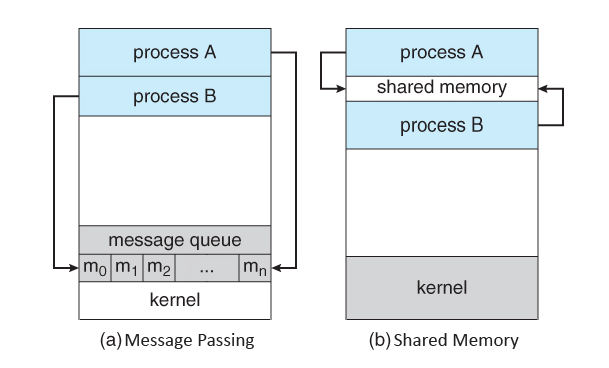 process A
process B
message queue
m0 m1 m2 ... mn
kernel
(a) Message Passing
process A
shared memory
process B
kernel
(b) Shared Memory